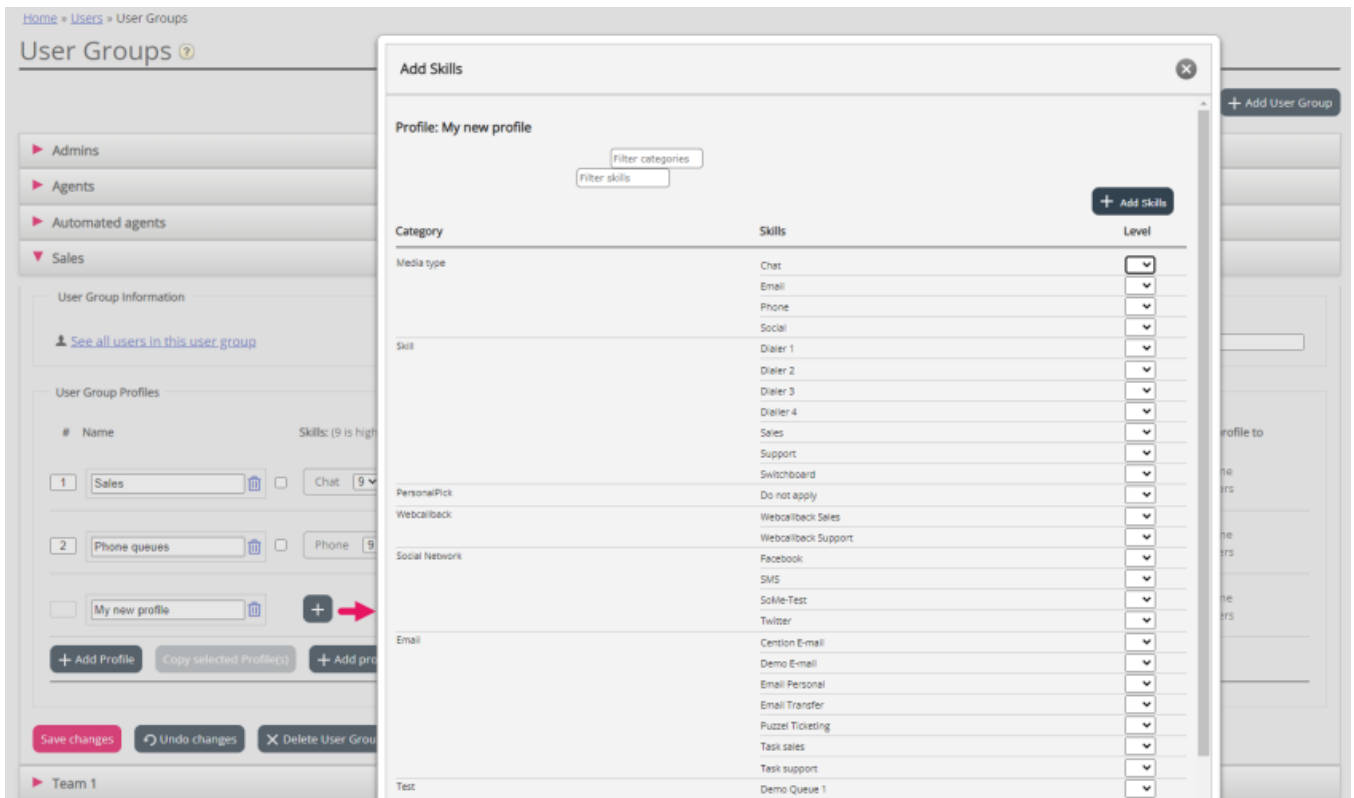 Home » Users » User Groups
User Groups ?
+ Add User Group
Admins
Agents
Automated agents
Sales
User Group Information
See all users in this user group
User Group Profiles
# Name Skills: (9 is high
rofile to
1 Sales Chat 9
ne
ers
2 Phone queues Phone 9
ne
ers
My new profile +
ne
ers
+ Add Profile Copy selected Profile(s) + Add pro
Save changes Undo changes X Delete User Grou
Team 1
Add Skills
Profile: My new profile
Filter categories
Filter skills
+ Add Skills
Category Skills Level
Media type Chat
Email
Phone
Social
Skill Dialer 1
Dialer 2
Dialer 3
Dialler 4
Sales
Support
Switchboard
PersonalPick Do not apply
Webcallback Webcallback Sales
Webcallback Support
Social Network Facebook
SMS
SoMe-Test
Twitter
Email Cention E-mail
Demo E-mail
Email Personal
Email Transfer
Puzzel Ticketing
Task sales
Task support
Test Demo Queue 1